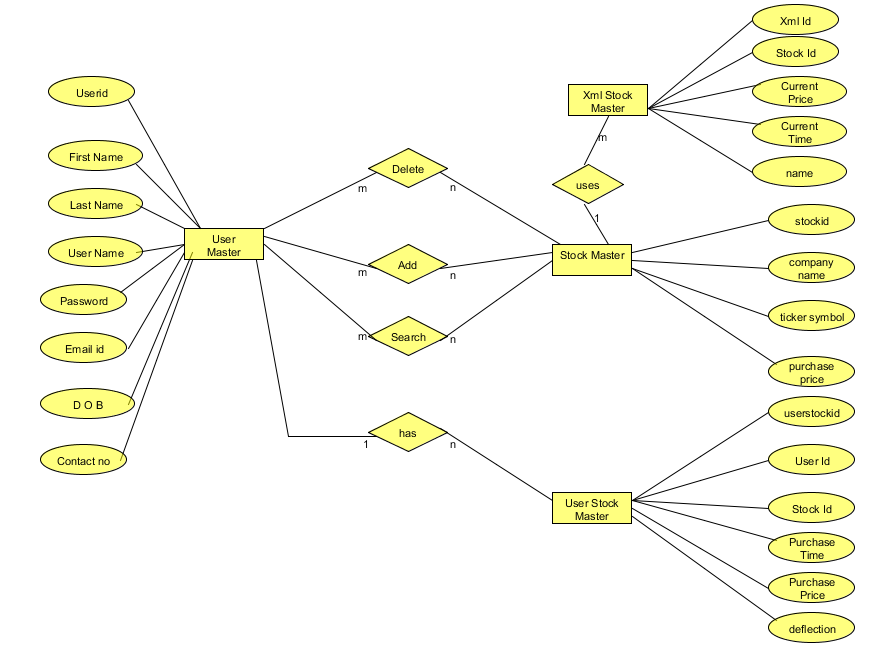 Xml Id
Stock Id
Current
Price
Current
Time
name
Xml Stock
Master
m
uses
1
Userid
First Name
Last Name
User Name
Password
Email id
D O B
Contact no
User
Master
m
Delete
n
m
Add
n
m
Search
n
1
has
n
Stock Master
stockid
company
name
ticker symbol
purchase
price
User Stock
Master
userstockid
User Id
Stock Id
Purchase
Time
Purchase
Price
deflection